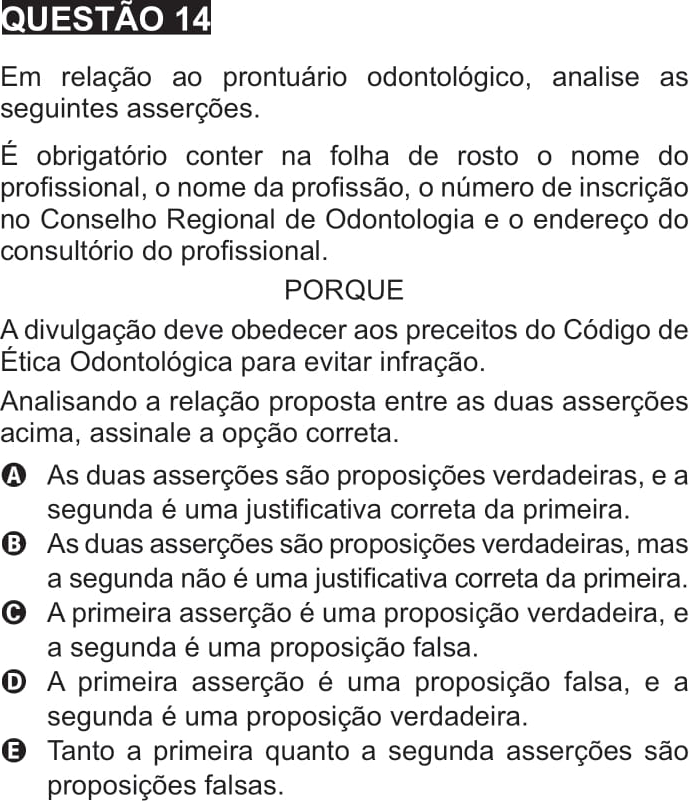 QUESTÃO 14
Em relação ao prontuário odontológico, analise as
seguintes asserções.
É obrigatório conter na folha de rosto o nome do
profissional, o nome da profissão, o número de inscrição
no Conselho Regional de Odontologia e o endereço do
consultório do profissional.
PORQUE
A divulgação deve obedecer aos preceitos do Código de
Ética Odontológica para evitar infração.
Analisando a relação proposta entre as duas asserções
acima, assinale a opção correta.
A As duas asserções são proposições verdadeiras, e a
segunda é uma justificativa correta da primeira.
B As duas asserções são proposições verdadeiras, mas
a segunda não é uma justificativa correta da primeira.
C A primeira asserção é uma proposição verdadeira, e
a segunda é uma proposição falsa.
D A primeira asserção é uma proposição falsa, e a
segunda é uma proposição verdadeira.
E Tanto a primeira quanto a segunda asserções são
proposições falsas.